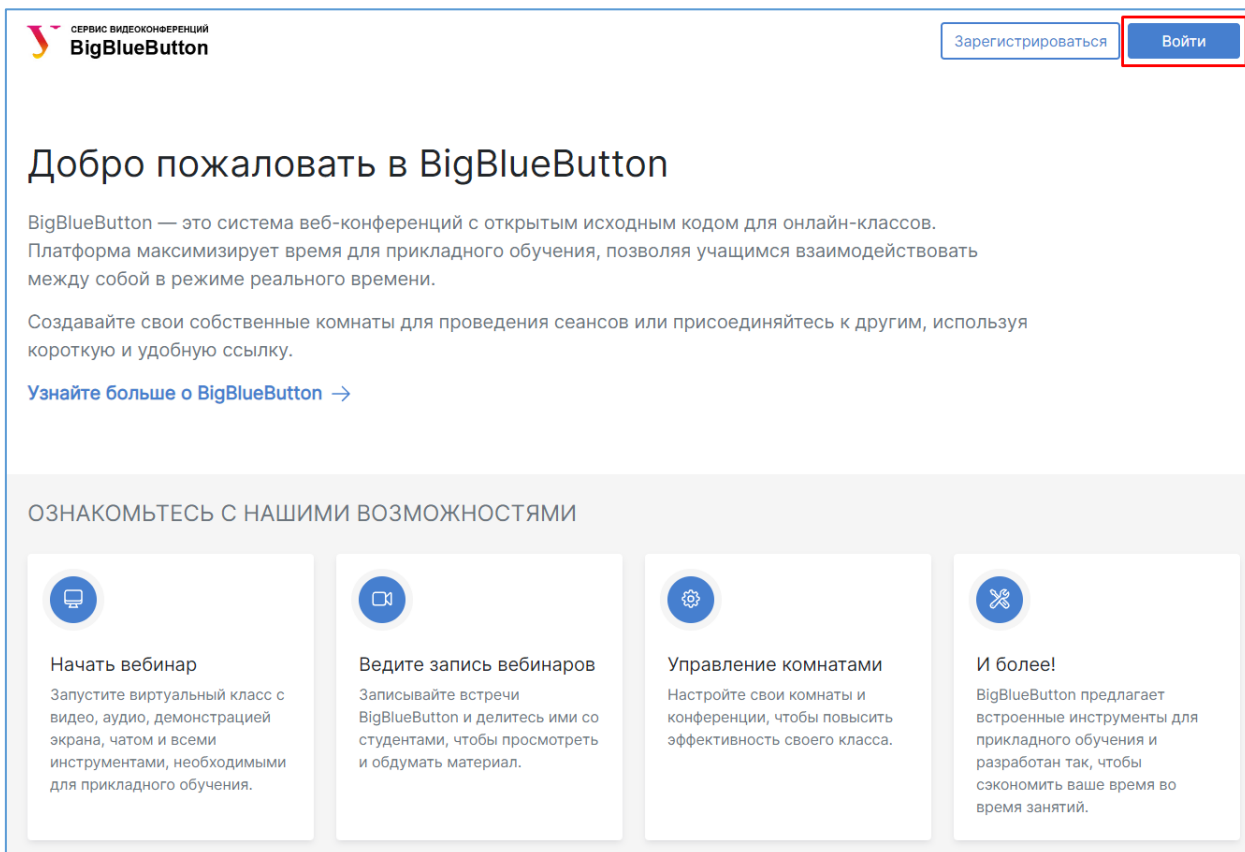 СЕРВИС ВИДЕОКОНФЕРЕНЦИЙ
BigBlueButton
Зарегистрироваться
Войти
Добро пожаловать в BigBlueButton
BigBlueButton — это система веб-конференций с открытым исходным кодом для онлайн-классов.
Платформа максимизирует время для прикладного обучения, позволяя учащимся взаимодействовать
между собой в режиме реального времени.
Создавайте свои собственные комнаты для проведения сеансов или присоединяйтесь к другим, используя
короткую и удобную ссылку.
Узнайте больше о BigBlueButton →
ОЗНАКОМЬТЕСЬ С НАШИМИ ВОЗМОЖНОСТЯМИ
Начать вебинар
Запустите виртуальный класс с
видео, аудио, демонстрацией
экрана, чатом и всеми
инструментами, необходимыми
для прикладного обучения.
Ведите запись вебинаров
Записывайте встречи
BigBlueButton и делитесь ими со
студентами, чтобы просмотреть
и обдумать материал.
Управление комнатами
Настройте свои комнаты и
конференции, чтобы повысить
эффективность своего класса.
И более!
BigBlueButton предлагает
встроенные инструменты для
прикладного обучения и
разработан так, чтобы
сэкономить ваше время во
время занятий.